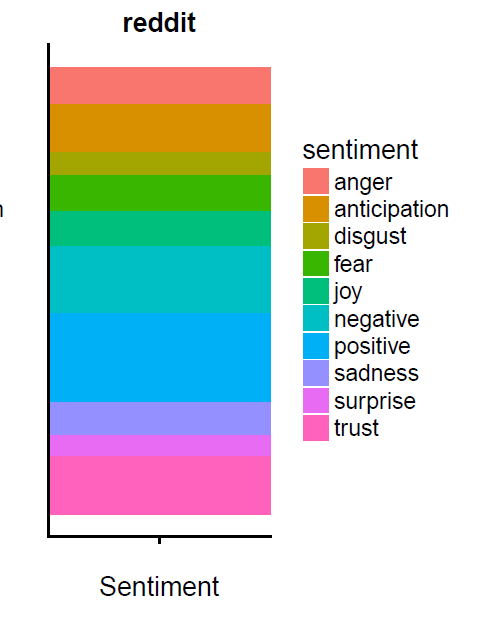 reddit
sentiment
anger
anticipation
disgust
fear
joy
negative
positive
sadness
surprise
trust
Sentiment